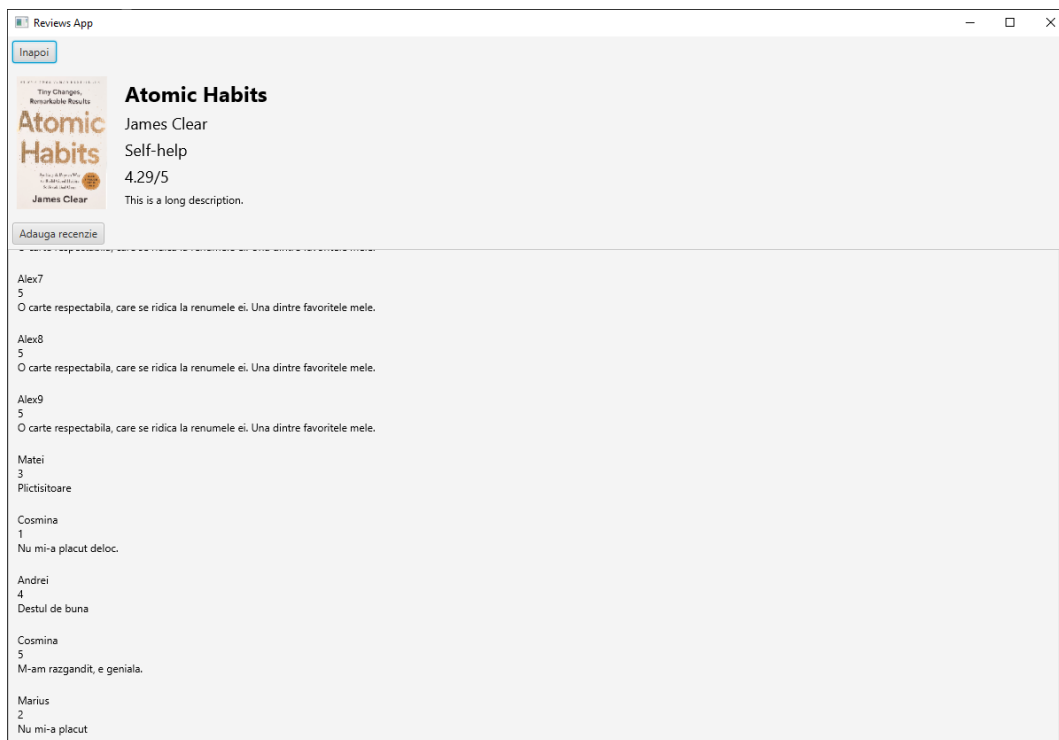 Reviews App
Inapoi
Tiny Changes,
Remarkable Results
Atomic
Habits
James Clear
Atomic Habits
James Clear
Self-help
4.29/5
This is a long description.
Adauga recenzie
Alex7
5
O carte respectabila, care se ridica la renumele ei. Una dintre favoritele mele.
Alex8
5
O carte respectabila, care se ridica la renumele ei. Una dintre favoritele mele.
Alex9
5
O carte respectabila, care se ridica la renumele ei. Una dintre favoritele mele.
Matei
3
Plictisitoare
Cosmina
1
Nu mi-a placut deloc.
Andrei
4
Destul de buna
Cosmina
5
M-am razgandit, e geniala.
Marius
2
Nu mi-a placut